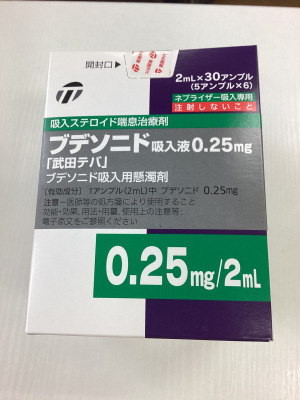 開封口
2mL×30アンプル
(5アンプル×6)
ネブライザー吸入専用
注射しないこと
吸入ステロイド喘息治療剤
ブデソニド吸入液0.25mg
「武田テバ」
ブデソニド吸入用懸濁剤
〔有効成分〕 1アンプル(2mL)中 ブデソニド 0.25mg
注意-医師等の処方箋により使用すること
効能・効果、用法・用量、使用上の注意等:
電子添文をご参照ください
0.25mg/2mL